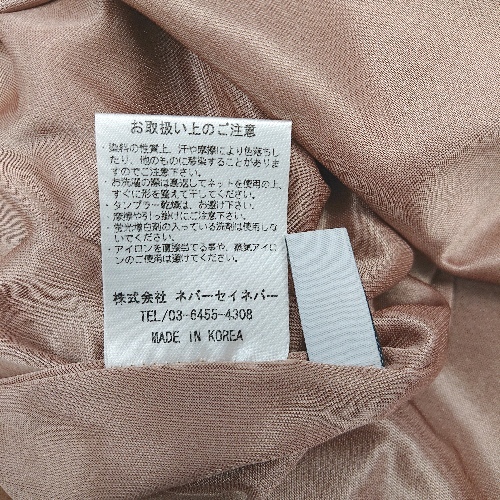 お取扱い上のご注意
・染料の性質上、汗や摩擦により色落ちし
たり、他のものに移染することがありま
すのでご注意下さい。
・お洗濯の際は裏返してネットを使用の上、
すぐに形を整えて干してください。
・タンブラー乾燥は、お避け下さい。
・摩擦や引っ掛けにご注意下さい。
・蛍光増白剤の入っている洗剤は使用しな
いでください。
・アイロンを直接当てる事や、蒸気アイロ
ンのご使用は避けてください。
株式会社 ネバーセイネバー
TEL/03-6455-4308
MADE IN KOREA